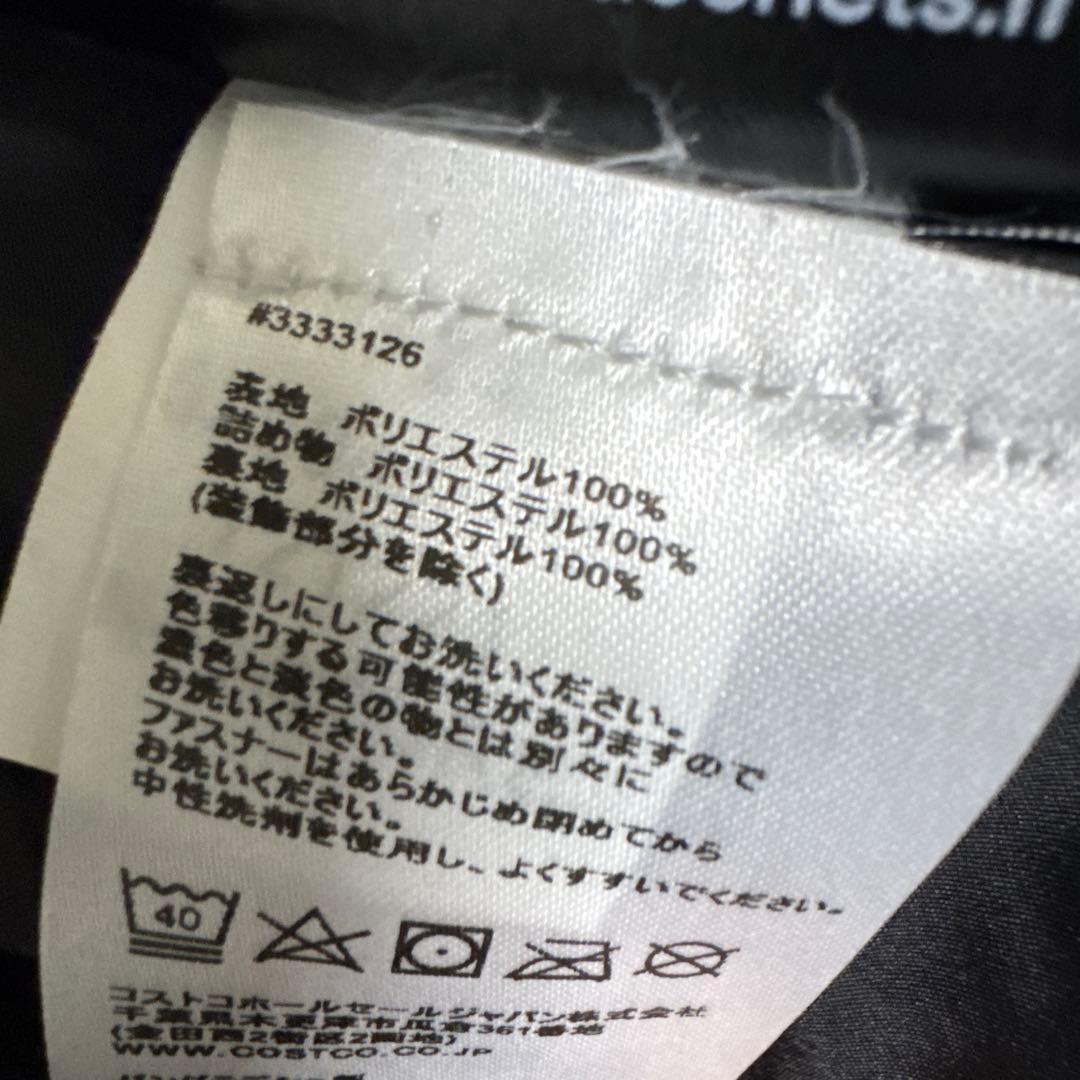 #3333126
表地 ポリエステル100%
詰め物 ポリエステル100%
裏地 ポリエステル100%
(装飾部分を除く)
裏返しにしてお洗いください。
色移りする可能性がありますので
濃色と淡色の物とは別々に
お洗いください。
ファスナーはあらかじめ閉めてから
お洗いください。
中性洗剤を使用し、よくすすいでください。
40
コストコホールセールジャパン株式会社
千葉県木更津市瓜倉361番地
(金田西2街区2画地)
WWW.COSTCO.CO.JP